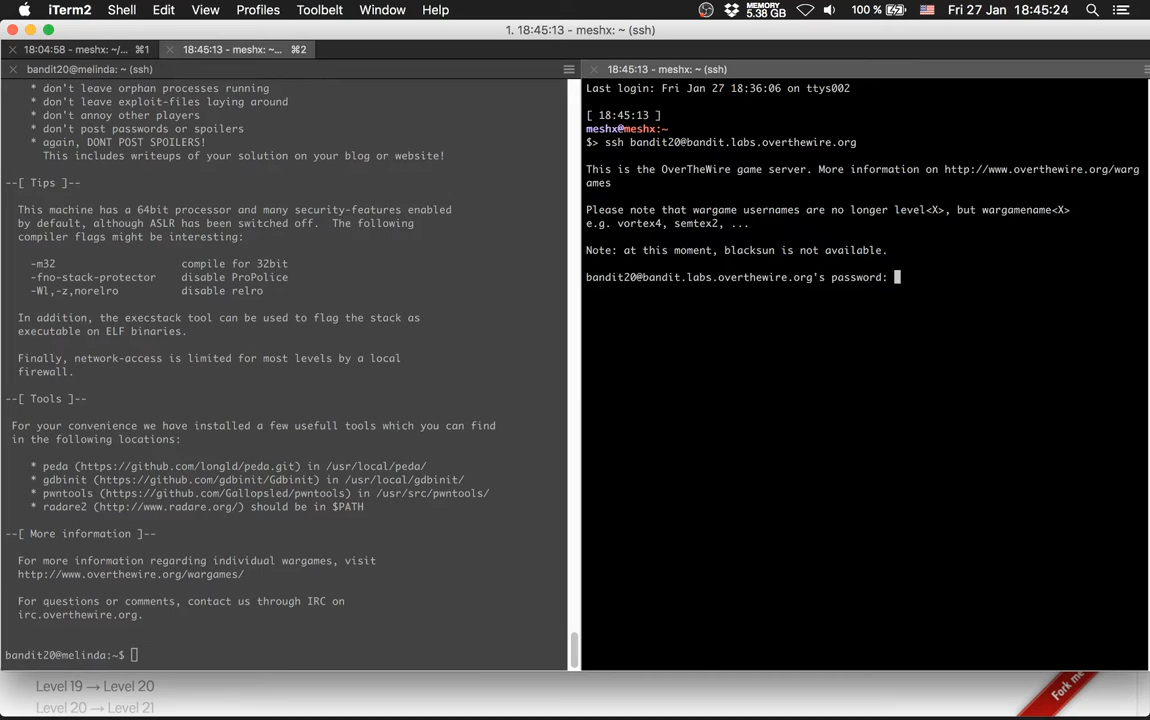 iTerm2 Shell Edit View Profiles Toolbelt Window Help MEMORY 5.38 GB 100 % Fri 27 Jan 18:45:24
1. 18:45:13 - meshx: ~ (ssh)
18:04:58 - meshx: ~/... ⌘1 18:45:13 - meshx: ~... ⌘2
bandit20@melinda: ~ (ssh)
* don't leave orphan processes running
* don't leave exploit-files laying around
* don't annoy other players
* don't post passwords or spoilers
* again, DONT POST SPOILERS!
This includes writeups of your solution on your blog or website!
--[ Tips ]--
This machine has a 64bit processor and many security-features enabled
by default, although ASLR has been switched off. The following
compiler flags might be interesting:
-m32 compile for 32bit
-fno-stack-protector disable ProPolice
-Wl,-z,norelro disable relro
In addition, the execstack tool can be used to flag the stack as
executable on ELF binaries.
Finally, network-access is limited for most levels by a local
firewall.
--[ Tools ]--
For your convenience we have installed a few usefull tools which you can find
in the following locations:
* peda (https://github.com/longld/peda.git) in /usr/local/peda/
* gdbinit (https://github.com/gdbinit/Gdbinit) in /usr/local/gdbinit/
* pwntools (https://github.com/Gallopsled/pwntools) in /usr/src/pwntools/
* radare2 (http://www.radare.org/) should be in $PATH
--[ More information ]--
For more information regarding individual wargames, visit
http://www.overthewire.org/wargames/
For questions or comments, contact us through IRC on
irc.overthewire.org.
bandit20@melinda:~$
18:45:13 - meshx: ~ (ssh)
Last login: Fri Jan 27 18:36:06 on ttys002
[ 18:45:13 ]
meshx@meshx:~
$> ssh bandit20@bandit.labs.overthewire.org
This is the OverTheWire game server. More information on http://www.overthewire.org/warg
ames
Please note that wargame usernames are no longer level<X>, but wargamename<X>
e.g. vortex4, semtex2, ...
Note: at this moment, blacksun is not available.
bandit20@bandit.labs.overthewire.org's password:
Level 19 → Level 20
Level 20 → Level 21
Fork me